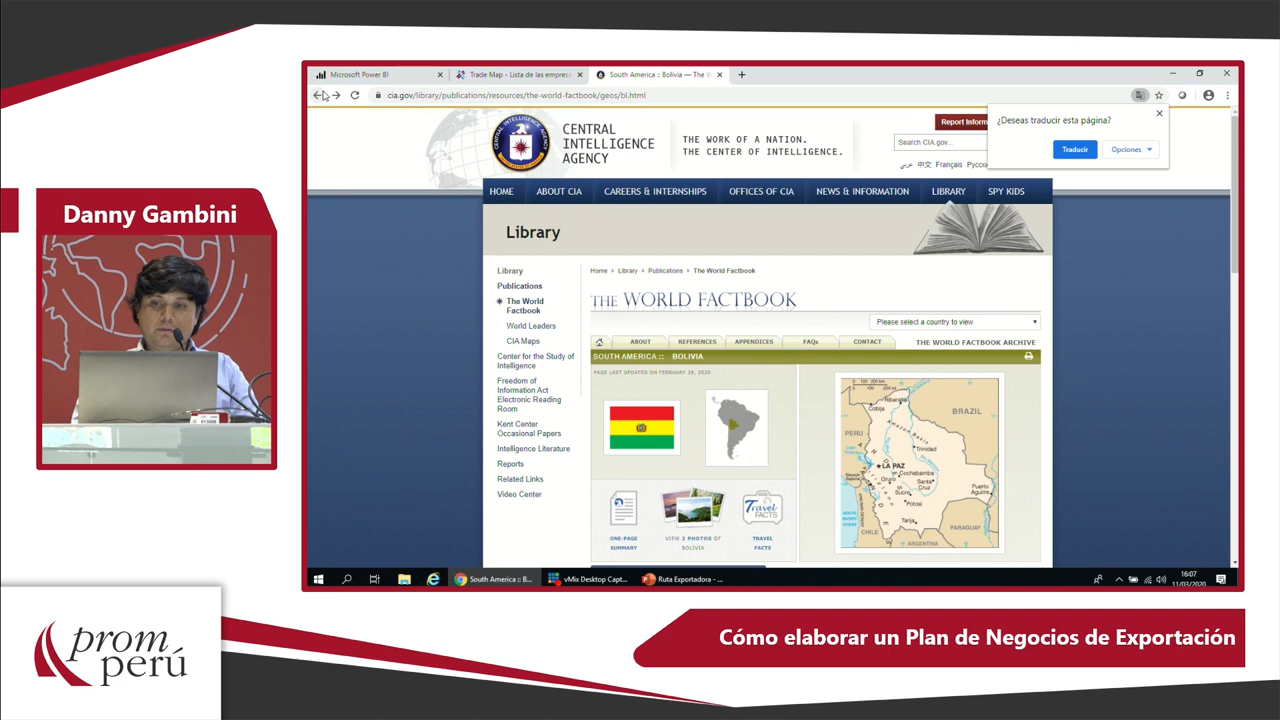 Danny Gambini
Microsoft Power BI
Trade Map - Lista de las empres
South America :: Bolivia — The W
cia.gov/library/publications/resources/the-world-factbook/geos/bl.html
¿Deseas traducir esta página?
Traducir
Opciones
CENTRAL
INTELLIGENCE
AGENCY
THE WORK OF A NATION.
THE CENTER OF INTELLIGENCE.
Report Inform
Search CIA.gov...
عربي 中文 Français Русск
HOME ABOUT CIA CAREERS & INTERNSHIPS OFFICES OF CIA NEWS & INFORMATION LIBRARY SPY KIDS
Library
Library
Publications
The World
Factbook
World Leaders
CIA Maps
Center for the Study of
Intelligence
Freedom of
Information Act
Electronic Reading
Room
Kent Center
Occasional Papers
Intelligence Literature
Reports
Related Links
Video Center
Home » Library » Publications » The World Factbook
THE WORLD FACTBOOK
Please select a country to view
ABOUT REFERENCES APPENDICES FAQs CONTACT THE WORLD FACTBOOK ARCHIVE
SOUTH AMERICA :: BOLIVIA
PAGE LAST UPDATED ON FEBRUARY 28, 2020
BRAZIL
PERU
Riberalta
Cobija
Trinidad
LA PAZ
Cochabamba
Oruro
Santa
Cruz
Sucre
Potosí
Puerto
Aguirre
Tarija
PARAGUAY
CHILE
ARGENTINA
Travel
FACTS
ONE-PAGE
SUMMARY
VIEW 2 PHOTOS OF
BOLIVIA
TRAVEL
FACTS
South America :: B...
vMix Desktop Capt...
Ruta Exportadora - ...
16:07
11/03/2020
prom
perú
Cómo elaborar un Plan de Negocios de Exportación